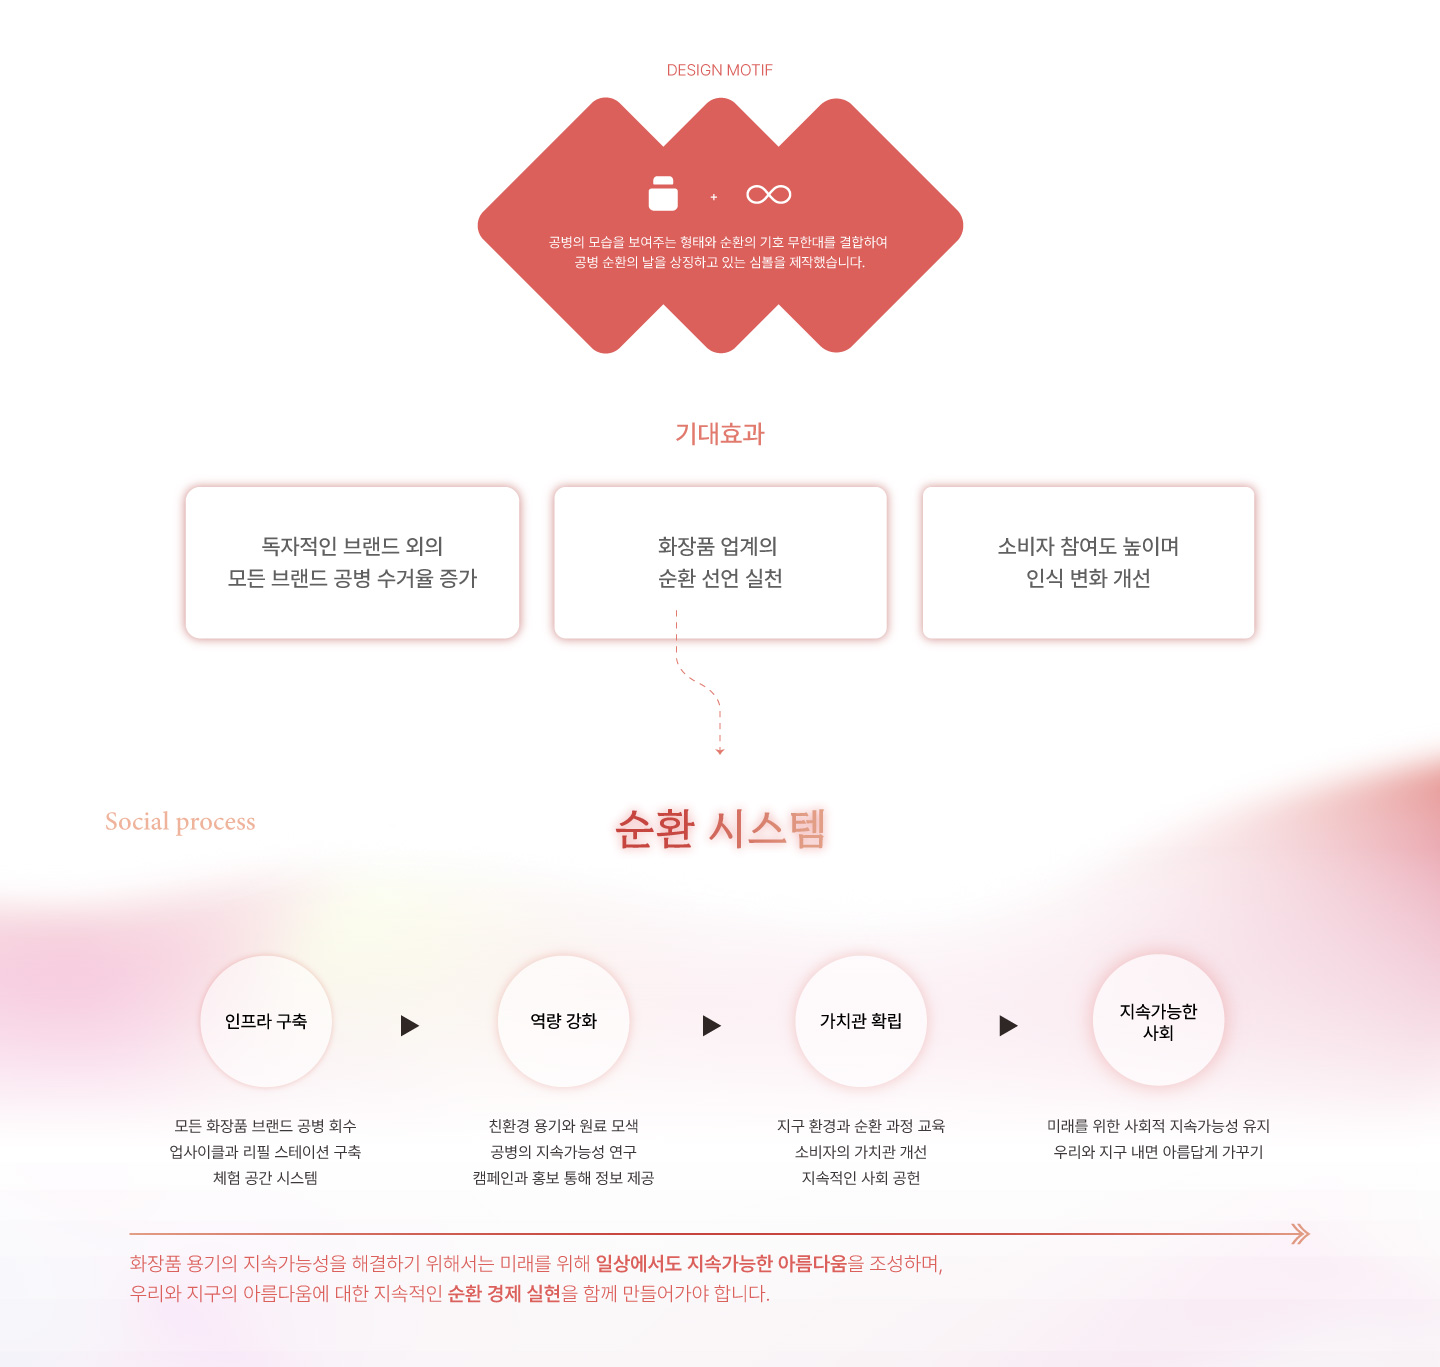 DESIGN MOTIF
+
공병의 모습을 보여주는 형태와 순환의 기호 무한대를 결합하여
공병 순환의 날을 상징하고 있는 심볼을 제작했습니다.
기대효과
독자적인 브랜드 외의
모든 브랜드 공병 수거율 증가
화장품 업계의
순환 선언 실천
소비자 참여도 높이며
인식 변화 개선
Social process
순환 시스템
인프라 구축
역량 강화
가치관 확립
지속가능한
사회
모든 화장품 브랜드 공병 회수
업사이클과 리필 스테이션 구축
체험 공간 시스템
친환경 용기와 원료 모색
공병의 지속가능성 연구
캠페인과 홍보 통해 정보 제공
지구 환경과 순환 과정 교육
소비자의 가치관 개선
지속적인 사회 공헌
미래를 위한 사회적 지속가능성 유지
우리와 지구 내면 아름답게 가꾸기
화장품 용기의 지속가능성을 해결하기 위해서는 미래를 위해 일상에서도 지속가능한 아름다움을 조성하며,
우리와 지구의 아름다움에 대한 지속적인 순환 경제 실현을 함께 만들어가야 합니다.